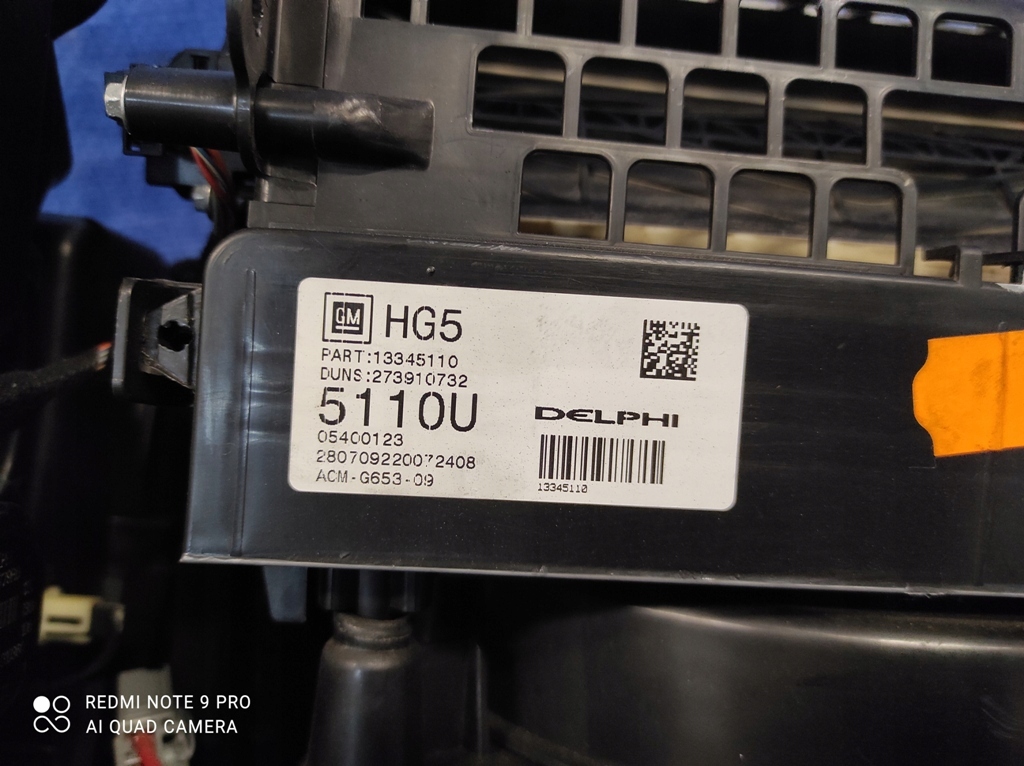 GM HG5
PART:13345110
DUNS:273910732
5110U
05400123
280709220072408
ACM-G653-09
DELPHI
13345110
REDMI NOTE 9 PRO
AI QUAD CAMERA